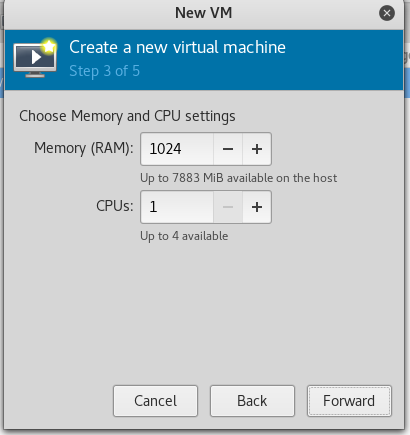 New VM
Create a new virtual machine
Step 3 of 5
Choose Memory and CPU settings
Memory (RAM): 1024 − +
Up to 7883 MiB available on the host
CPUs: 1 − +
Up to 4 available
Cancel Back Forward